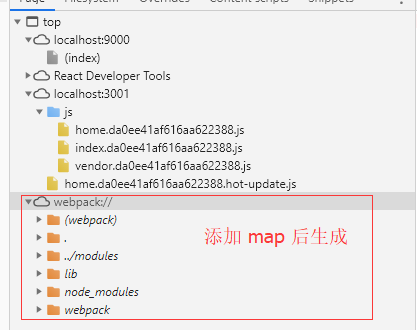 Page Filesystem Overrides Content scripts Snippets
top
localhost:9000
(index)
React Developer Tools
localhost:3001
js
home.da0ee41af616aa622388.js
index.da0ee41af616aa622388.js
vendor.da0ee41af616aa622388.js
home.da0ee41af616aa622388.hot-update.js
webpack://
(webpack)
.
../modules
lib
node_modules
webpack
添加 map 后生成